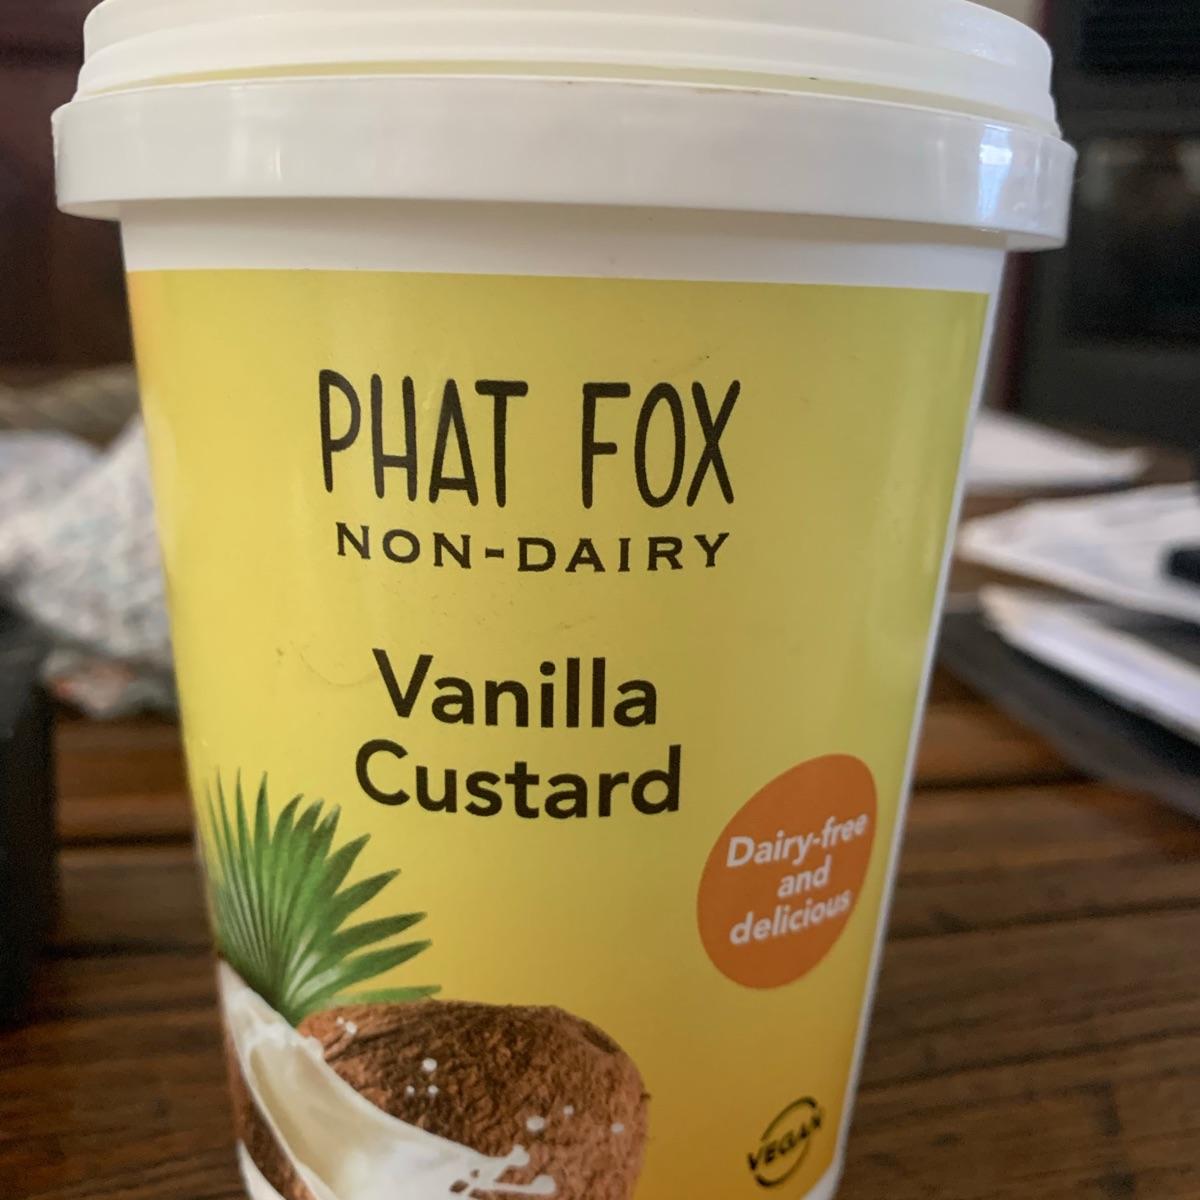 PHAT FOX
NON-DAIRY
Vanilla
Custard
Dairy-free
and
delicious
VEGAN